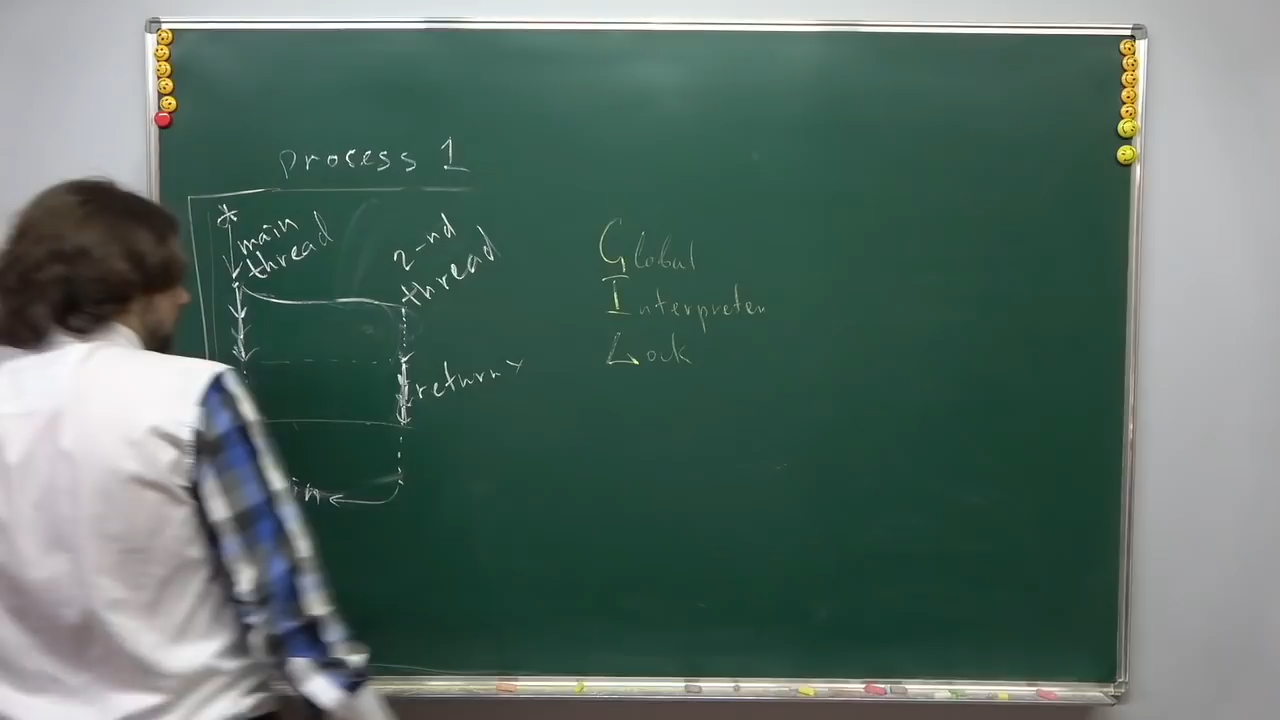 process 1
main
thread
2-nd
thread
Global
Interpreter
Lock
return